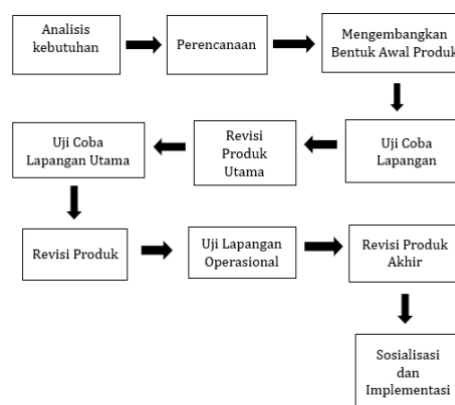 Analisis
kebutuhan
Perencanaan
Mengembangkan
Bentuk Awal Produk
Uji Coba
Lapangan
Revisi
Produk
Utama
Uji Coba
Lapangan Utama
Revisi Produk
Uji Lapangan
Operasional
Revisi Produk
Akhir
Sosialisasi
dan
Implementasi